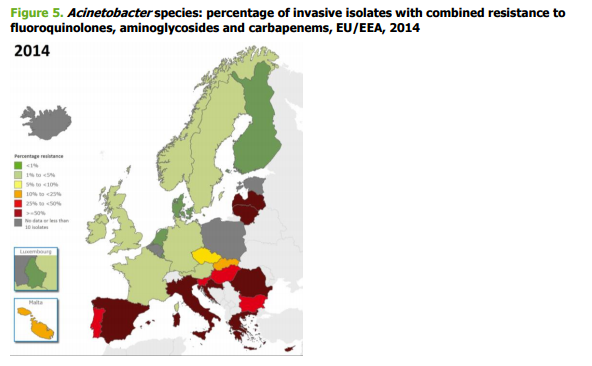 Figure 5. Acinetobacter species: percentage of invasive isolates with combined resistance to
fluoroquinolones, aminoglycosides and carbapenems, EU/EEA, 2014
2014
Percentage resistance
<1%
1% to <5%
5% to <10%
10% to <25%
25% to <50%
>=50%
No data or less than
10 isolates
Luxembourg
Malta